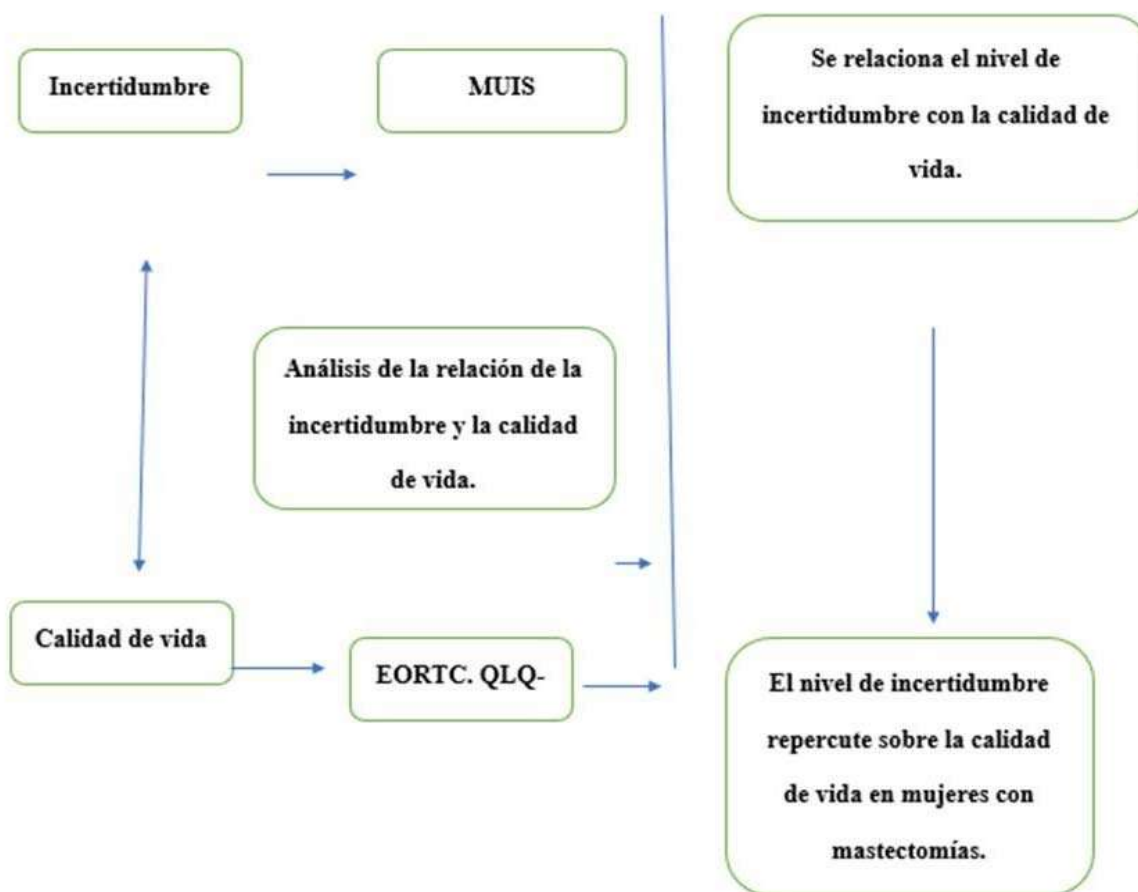 Incertidumbre
MUIS
Se relaciona el nivel de
incertidumbre con la calidad de
vida.
Análisis de la relación de la
incertidumbre y la calidad
de vida.
Calidad de vida
EORTC. QLQ-
El nivel de incertidumbre
repercute sobre la calidad
de vida en mujeres con
mastectomías.